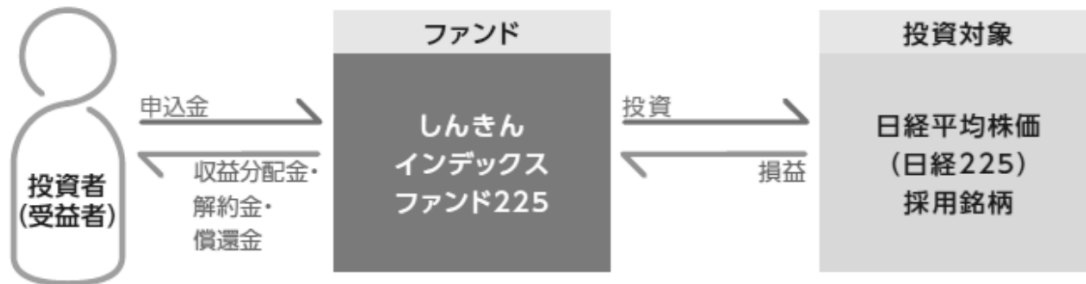 投資者
(受益者)
申込金
収益分配金・
解約金・
償還金
ファンド
しんきん
インデックス
ファンド225
投資
損益
投資対象
日経平均株価
(日経225)
採用銘柄